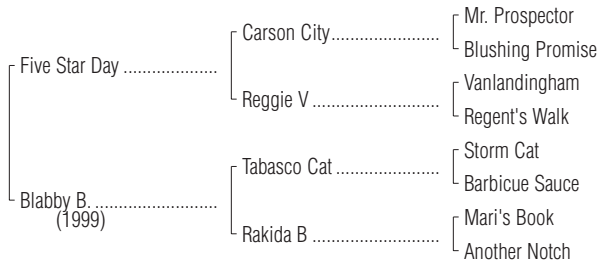 Mr. Prospector
Carson City
Blushing Promise
Five Star Day
Vanlandingham
Reggie V
Regent's Walk
Storm Cat
Tabasco Cat
Barbicue Sauce
Blabby B.
(1999)
Mari's Book
Rakida B
Another Notch